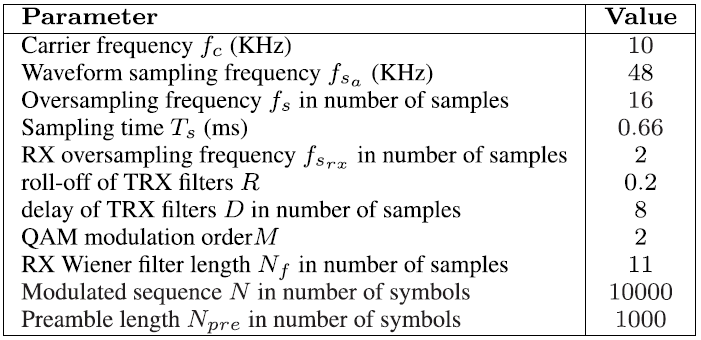 Parameter Value
Carrier frequency f_c (KHz) 10
Waveform sampling frequency f_{s_a} (KHz) 48
Oversampling frequency f_s in number of samples 16
Sampling time T_s (ms) 0.66
RX oversampling frequency f_{s_{rx}} in number of samples 2
roll-off of TRX filters R 0.2
delay of TRX filters D in number of samples 8
QAM modulation orderM 2
RX Wiener filter length N_f in number of samples 11
Modulated sequence N in number of symbols 10000
Preamble length N_{pre} in number of symbols 1000